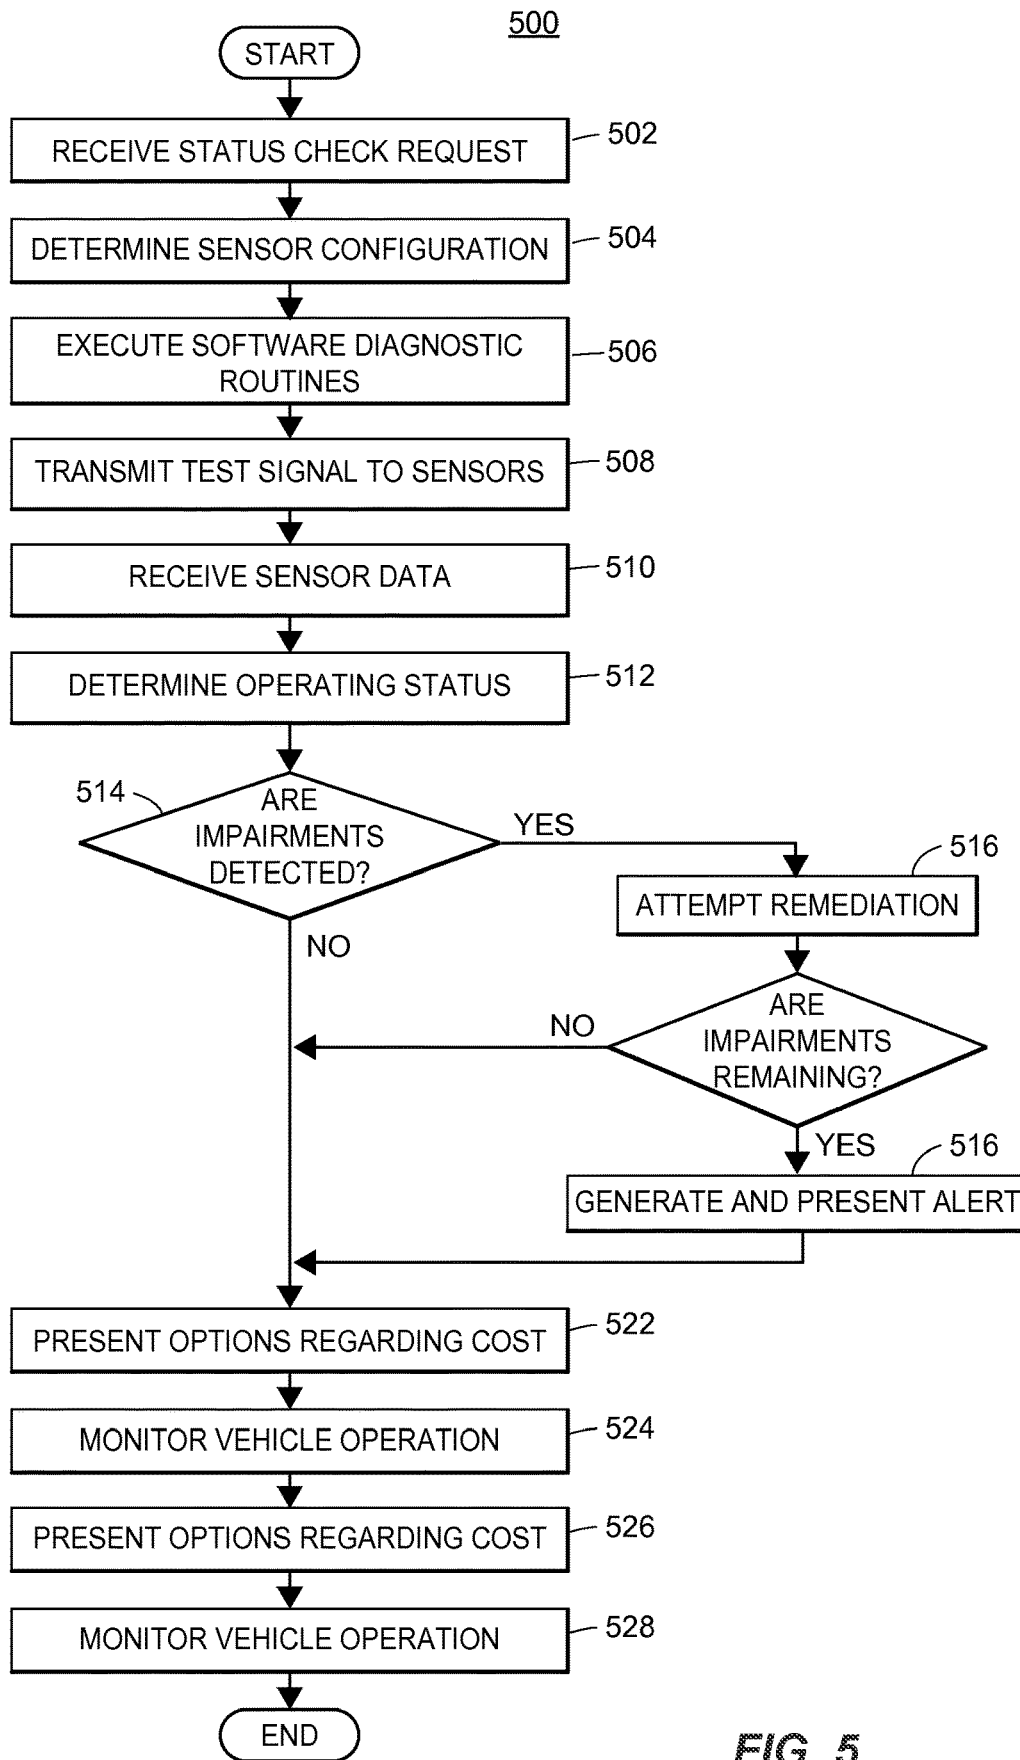 500
START
RECEIVE STATUS CHECK REQUEST
502
DETERMINE SENSOR CONFIGURATION
504
EXECUTE SOFTWARE DIAGNOSTIC
ROUTINES
506
TRANSMIT TEST SIGNAL TO SENSORS
508
RECEIVE SENSOR DATA
510
DETERMINE OPERATING STATUS
512
514
ARE
IMPAIRMENTS
DETECTED?
YES
NO
516
ATTEMPT REMEDIATION
ARE
IMPAIRMENTS
REMAINING?
NO
YES
516
GENERATE AND PRESENT ALERT
PRESENT OPTIONS REGARDING COST
522
MONITOR VEHICLE OPERATION
524
PRESENT OPTIONS REGARDING COST
526
MONITOR VEHICLE OPERATION
528
END
FIG. 5